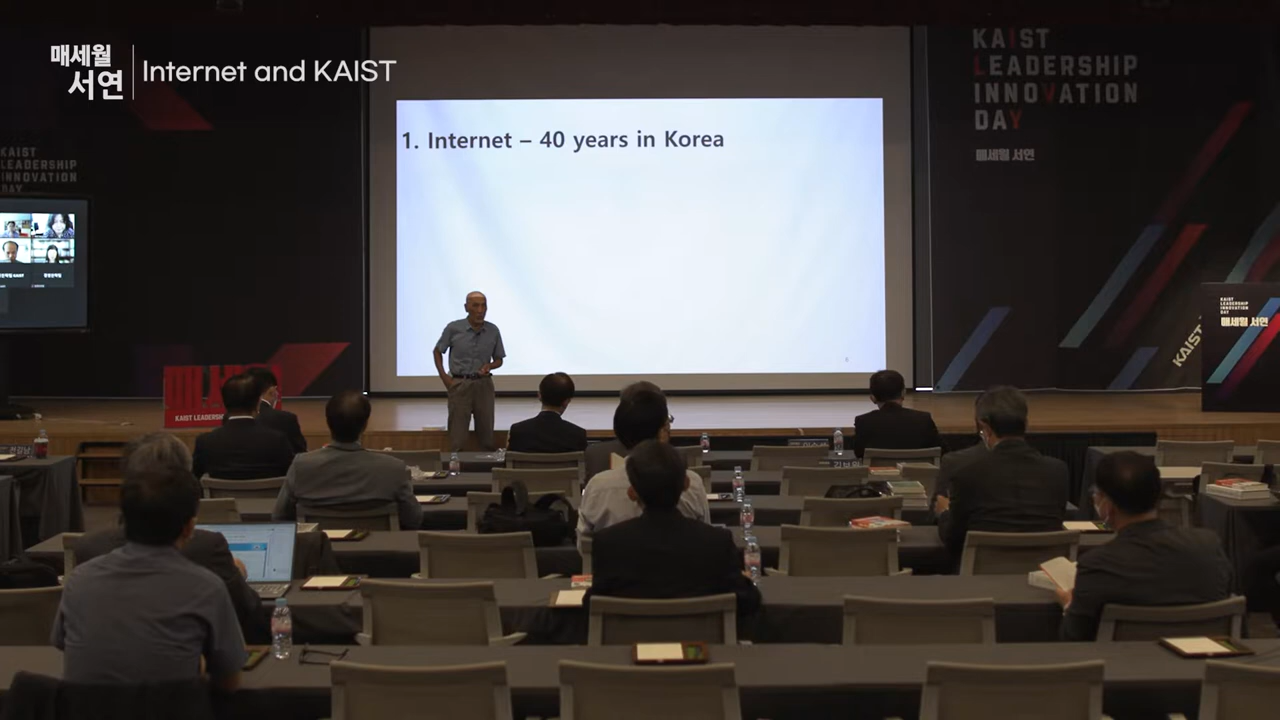 매세월
서연
Internet and KAIST
1. Internet – 40 years in Korea
KAIST
LEADERSHIP
INNOVATION
DAY
매세월 서연
KAIST
LEADERSHIP
INNOVATION
DAY
KAIST
KAIST
LEADERSHIP
INNOVATION
DAY
매세월 서연
KAIST LEADERSH